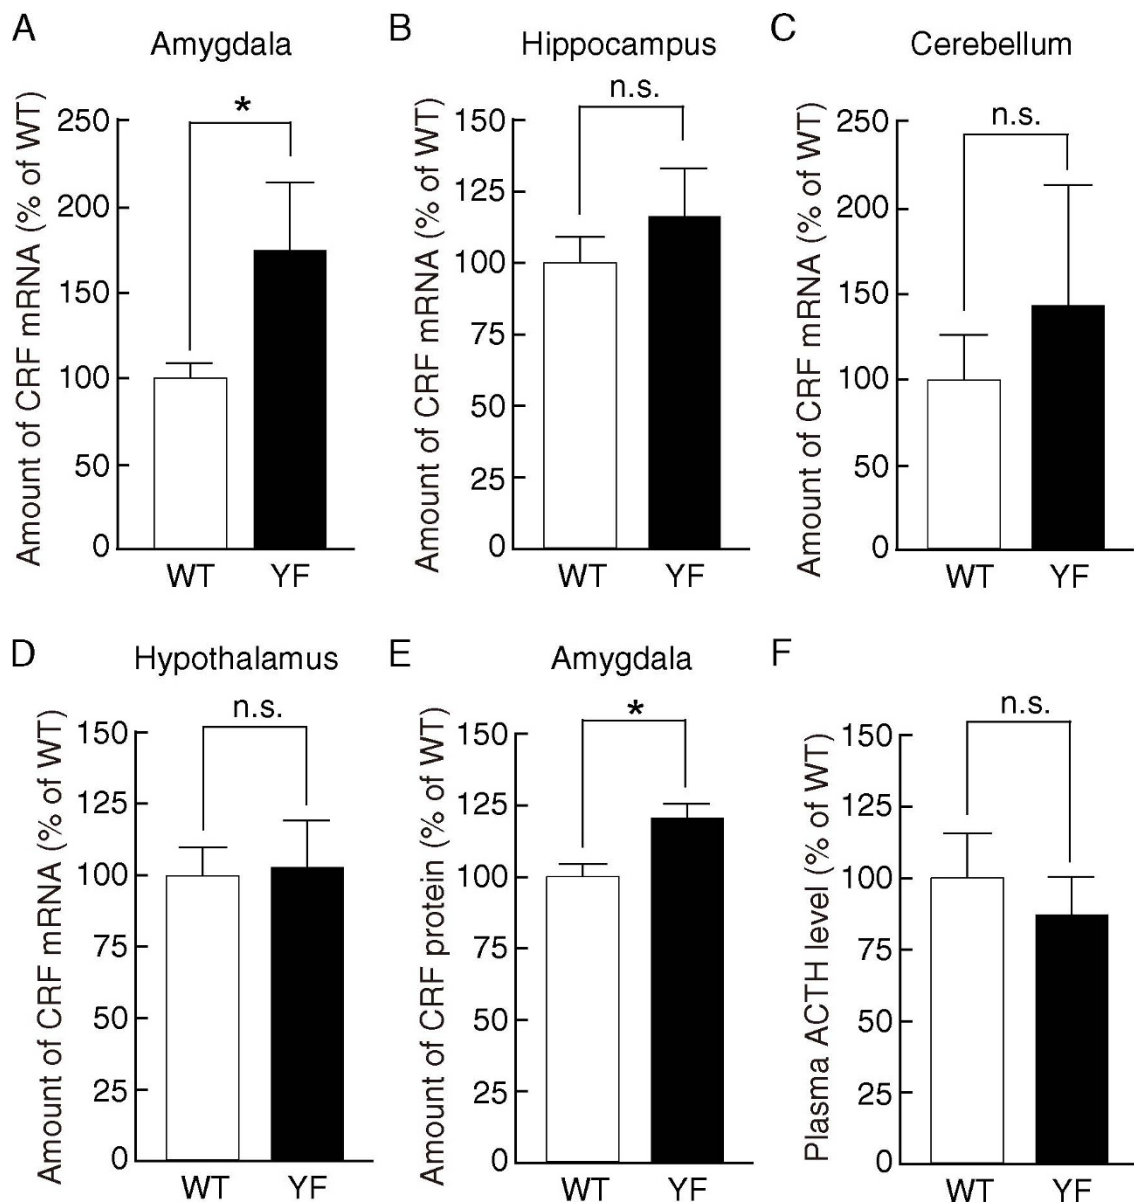 A
Amygdala
*
Amount of CRF mRNA (% of WT)
250
200
150
100
50
0
WT YF
B
Hippocampus
n.s.
Amount of CRF mRNA (% of WT)
150
125
100
75
50
25
0
WT YF
C
Cerebellum
n.s.
Amount of CRF mRNA (% of WT)
250
200
150
100
50
0
WT YF
D
Hypothalamus
n.s.
Amount of CRF mRNA (% of WT)
150
125
100
75
50
25
0
WT YF
E
Amygdala
*
Amount of CRF protein (% of WT)
150
125
100
75
50
25
0
WT YF
F
n.s.
Plasma ACTH level (% of WT)
150
125
100
75
50
25
0
WT YF